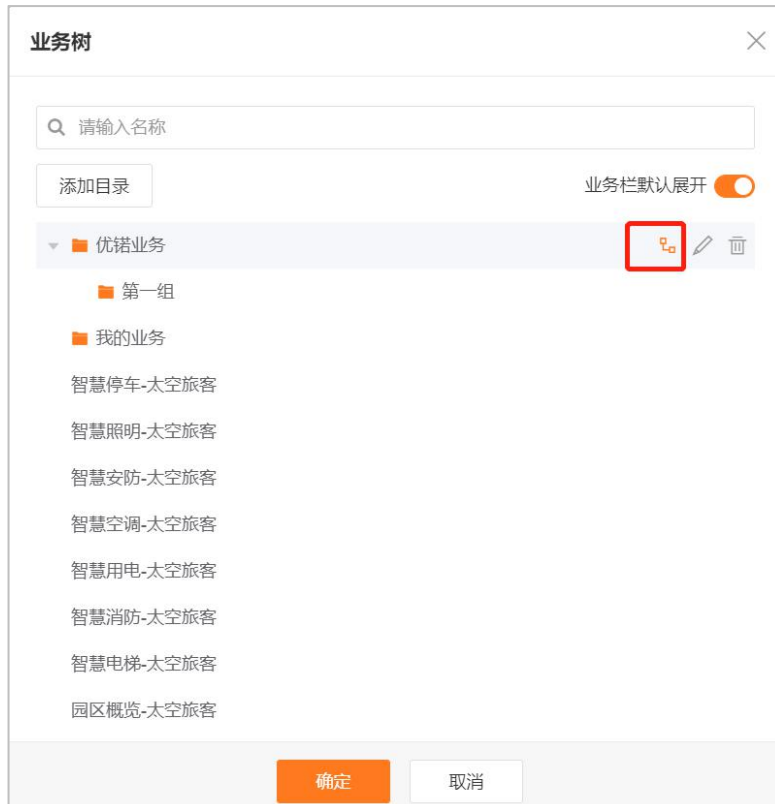 业务树
请输入名称
添加目录 业务栏默认展开
优锘业务
第一组
我的业务
智慧停车-太空旅客
智慧照明-太空旅客
智慧安防-太空旅客
智慧空调-太空旅客
智慧用电-太空旅客
智慧消防-太空旅客
智慧电梯-太空旅客
园区概览-太空旅客
确定 取消